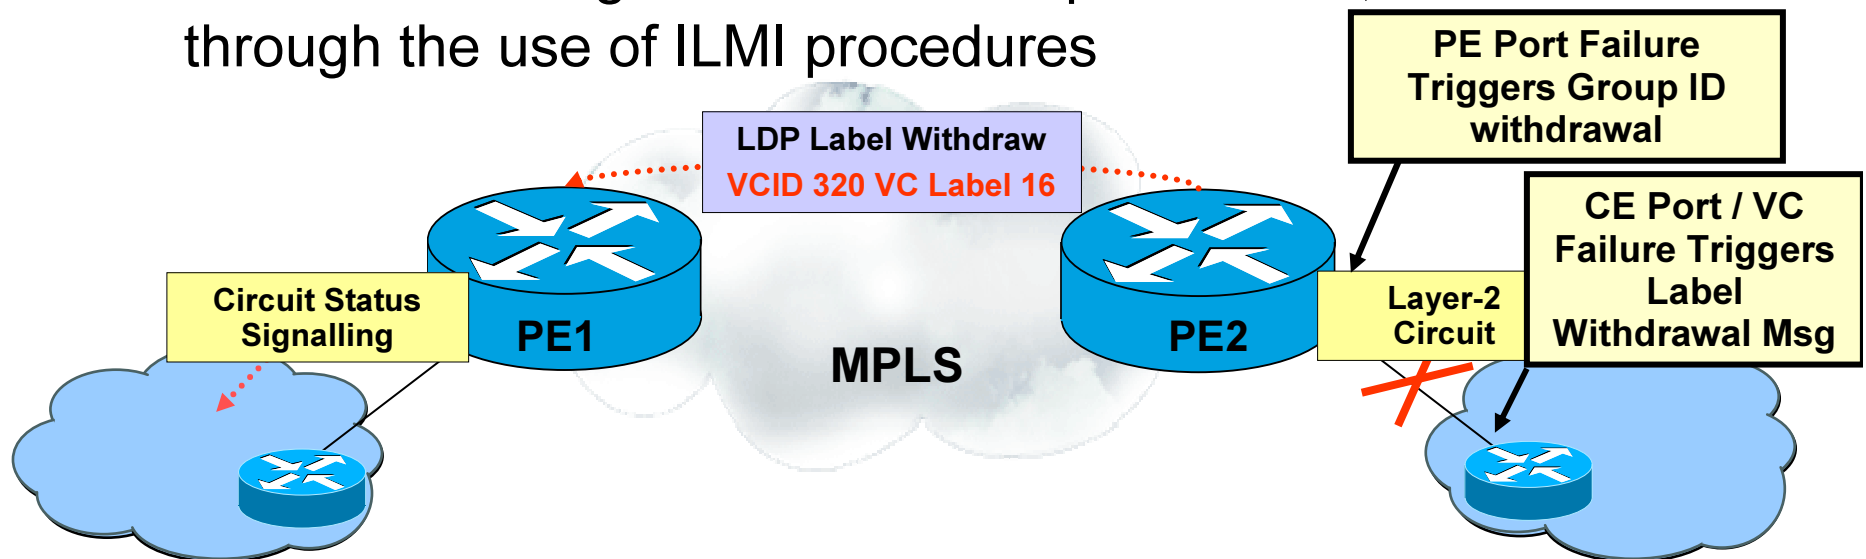 through the use of ILMI procedures
PE Port Failure
Triggers Group ID
withdrawal
LDP Label Withdraw
VCID 320 VC Label 16
CE Port / VC
Failure Triggers
Label
Withdrawal Msg
Circuit Status
Signalling
PE1
MPLS
PE2
Layer-2
Circuit